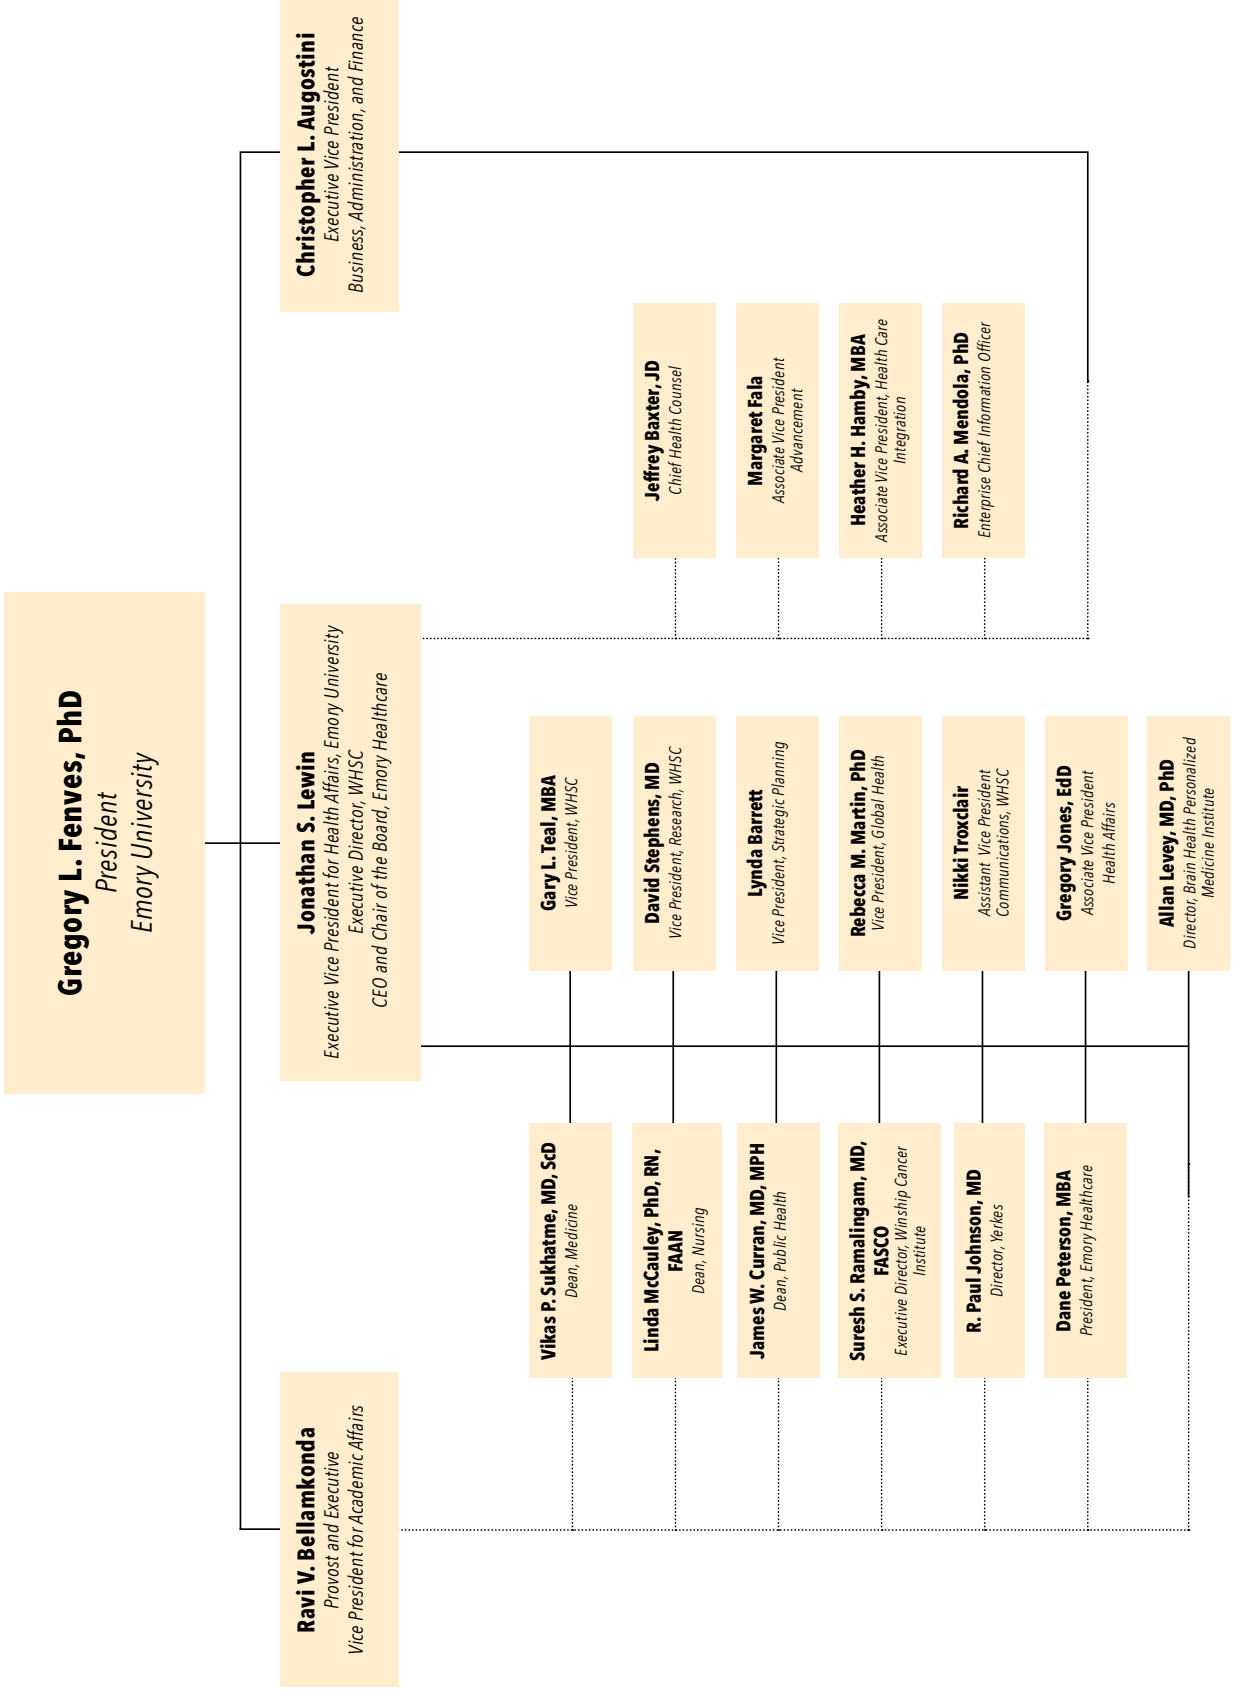 Gregory L. Fenves, PhD
President
Emory University
Ravi V. Bellamkonda
Provost and Executive
Vice President for Academic Affairs
Jonathan S. Lewin
Executive Vice President for Health Affairs, Emory University
Executive Director, WHSC
CEO and Chair of the Board, Emory Healthcare
Christopher L. Augostini
Executive Vice President
Business, Administration, and Finance
Vikas P. Sukhatme, MD, ScD
Dean, Medicine
Linda McCauley, PhD, RN,
FAAN
Dean, Nursing
James W. Curran, MD, MPH
Dean, Public Health
Suresh S. Ramalingam, MD,
FASCO
Executive Director, Winship Cancer
Institute
R. Paul Johnson, MD
Director, Yerkes
Dane Peterson, MBA
President, Emory Healthcare
Gary L. Teal, MBA
Vice President, WHSC
David Stephens, MD
Vice President, Research, WHSC
Lynda Barrett
Vice President, Strategic Planning
Rebecca M. Martin, PhD
Vice President, Global Health
Nikki Troxclair
Assistant Vice President
Communications, WHSC
Gregory Jones, EdD
Associate Vice President
Health Affairs
Allan Levey, MD, PhD
Director, Brain Health Personalized
Medicine Institute
Jeffrey Baxter, JD
Chief Health Counsel
Margaret Fala
Associate Vice President
Advancement
Heather H. Hamby, MBA
Associate Vice President, Health Care
Integration
Richard A. Mendola, PhD
Enterprise Chief Information Officer